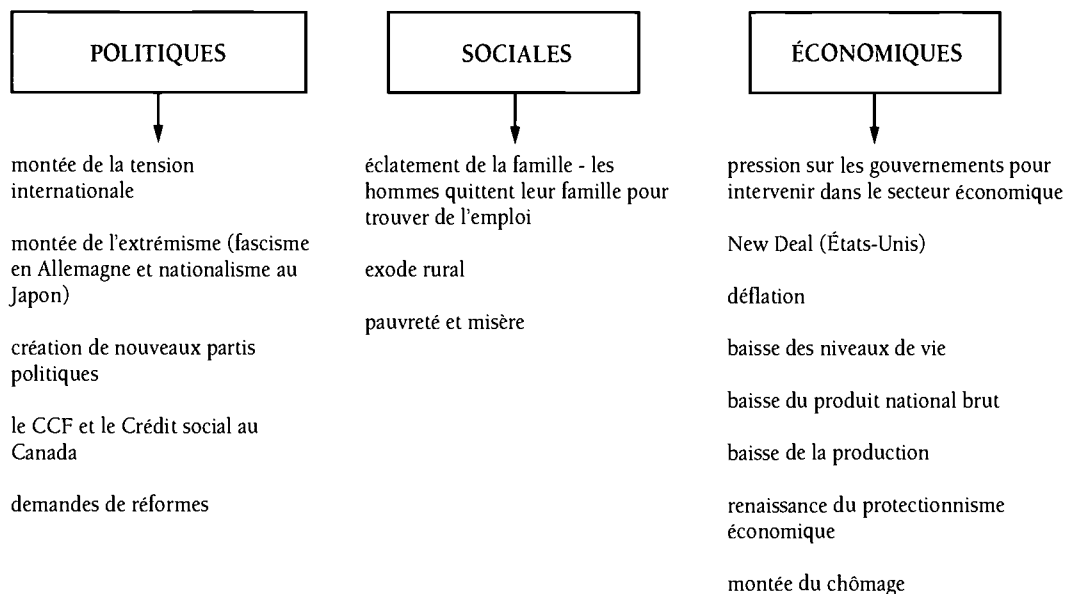 POLITIQUES
montée de la tension
internationale
montée de l'extrémisme (fascisme
en Allemagne et nationalisme au
Japon)
création de nouveaux partis
politiques
le CCF et le Crédit social au
Canada
demandes de réformes
SOCIALES
éclatement de la famille - les
hommes quittent leur famille pour
trouver de l'emploi
exode rural
pauvreté et misère
ÉCONOMIQUES
pression sur les gouvernements pour
intervenir dans le secteur économique
New Deal (États-Unis)
déflation
baisse des niveaux de vie
baisse du produit national brut
baisse de la production
renaissance du protectionnisme
économique
montée du chômage